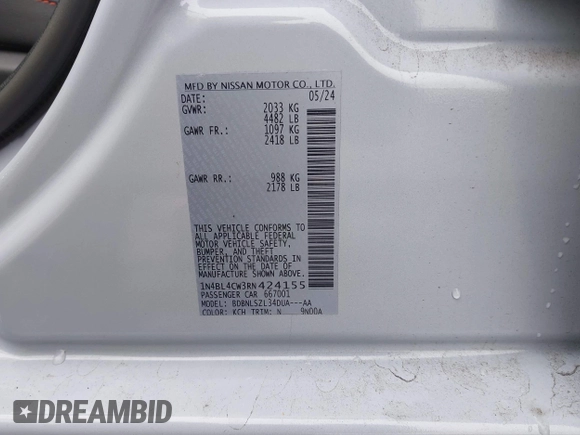 MFD BY NISSAN MOTOR CO., LTD.
DATE: 05/24
GVWR: 2033 KG
4482 LB
GAWR FR.: 1097 KG
2418 LB
GAWR RR.: 988 KG
2178 LB
THIS VEHICLE CONFORMS TO
ALL APPLICABLE FEDERAL
MOTOR VEHICLE SAFETY,
BUMPER, AND THEFT
PREVENTION STANDARDS IN
EFFECT ON THE DATE OF
MANUFACTURE SHOWN ABOVE.
1N4BL4CW3RN424155
PASSENGER CAR 667001
MODEL: BDBNLSZL34DUA---AA
COLOR: KCH TRIM: N 9N00A
DREAMBID